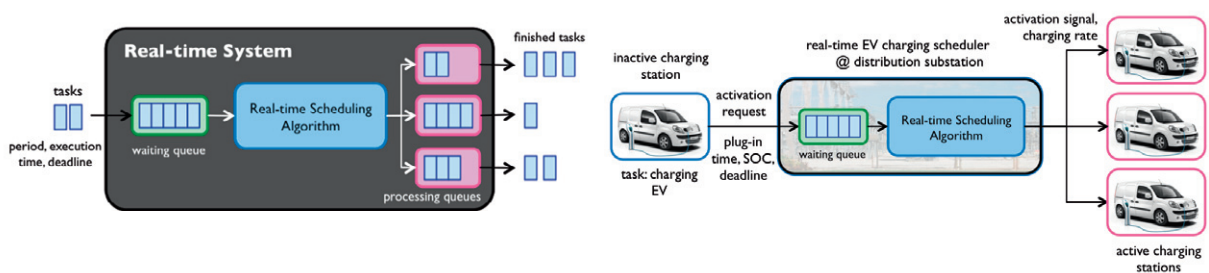 Real-time System
tasks
period, execution
time, deadline
waiting queue
Real-time Scheduling
Algorithm
processing queues
finished tasks
inactive charging
station
task: charging
EV
activation
request
plug-in
time, SOC,
deadline
real-time EV charging scheduler
@ distribution substation
waiting queue
Real-time Scheduling
Algorithm
activation signal,
charging rate
active charging
stations